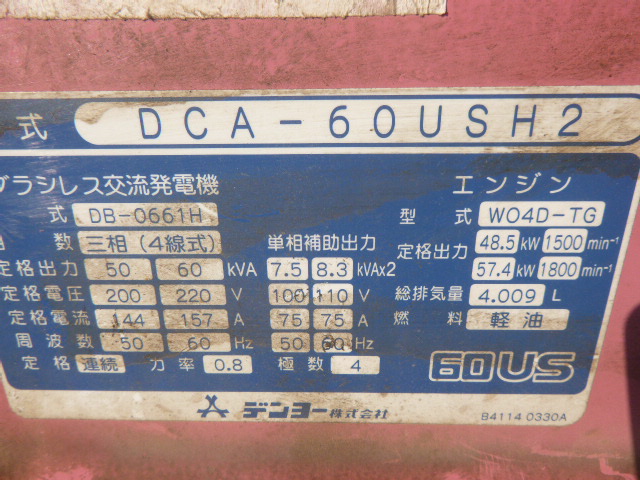 式 DCA-60USH2
ブラシレス交流発電機
式 DB-0661H
相数 三相(4線式) 単相補助出力
定格出力 50 60 kVA 7.5 8.3 kVA×2
定格電圧 200 220 V 100 110 V
定格電流 144 157 A 75 75 A
周波数 50 60 Hz 50 60 Hz
定格 連続 力率 0.8 極数 4
エンジン
型式 WO4D-TG
定格出力 48.5 kW 1500 min⁻¹
57.4 kW 1800 min⁻¹
総排気量 4.009 L
燃料 軽油
60US
デンヨー株式会社
B4114 0330A